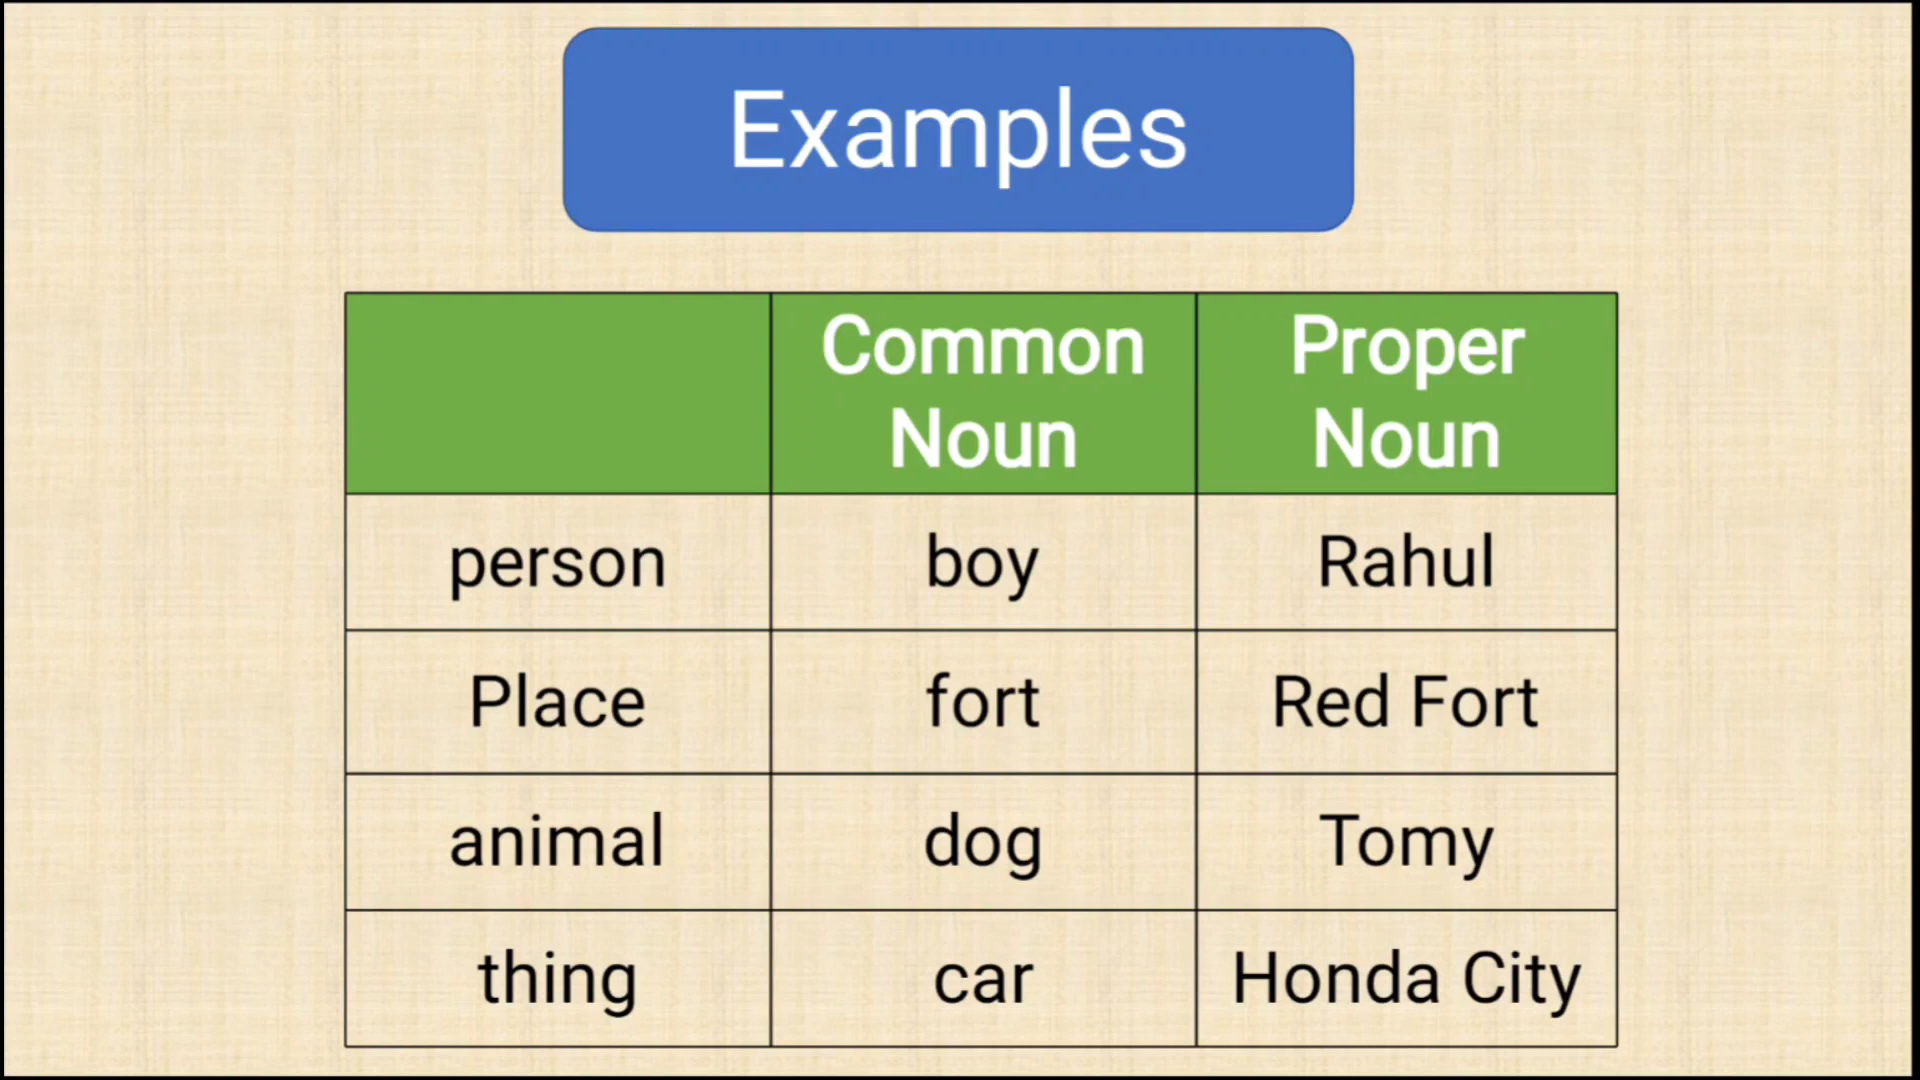 Examples
Common Proper
Noun Noun
person boy Rahul
Place fort Red Fort
animal dog Tomy
thing car Honda City